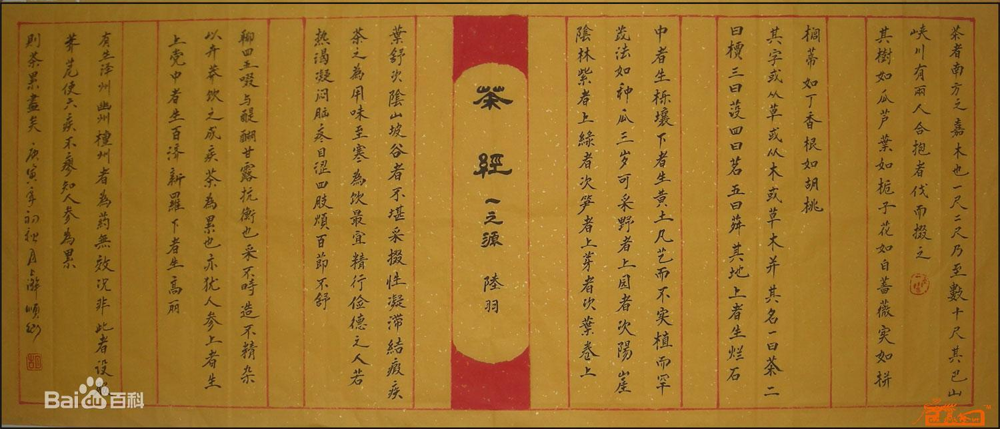 茶者南方之嘉木也一尺二尺乃至數十尺其巴山
峡川有兩人合抱者伐而掇之
其樹如瓜芦葉如栀子花如白蔷薇实如栟
榈蒂如丁香根如胡桃
其字或从草或从木或草木并其名一曰茶二
曰檟三曰蔎四曰茗五曰荈其地上者生烂石
中者生栎壤下者生黄土凡艺而不实植而罕
茂法如种瓜三岁可采野者上园者次陽崖
陰林紫者上綠者次笋者上芽者次葉卷上
茶經
一之源
陸羽
葉舒次陰山坡谷者不堪采掇性凝滞結瘕疾
茶之為用味至寒為饮最宜精行俭德之人若
热渴凝闷脑疼目涩四肢煩百節不舒
聊四五啜与醍醐甘露抗衡也采不時造不精杂
以卉莽饮之成疾茶為累也亦犹人参上者生
上党中者生百济新羅下者生高丽
有生泽州幽州檀州者為药無效况非此者设
荠苨使六疾不瘳知人参為累
則茶累盡矣 庚寅年初秋月上澣
Bai 百科